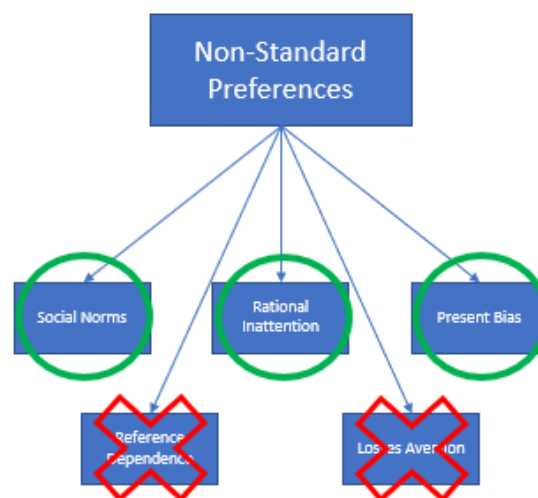 Non-Standard
Preferences
Social Norms
Rational
Inattention
Present Bias
Reference
Dependence
Losses Aversion